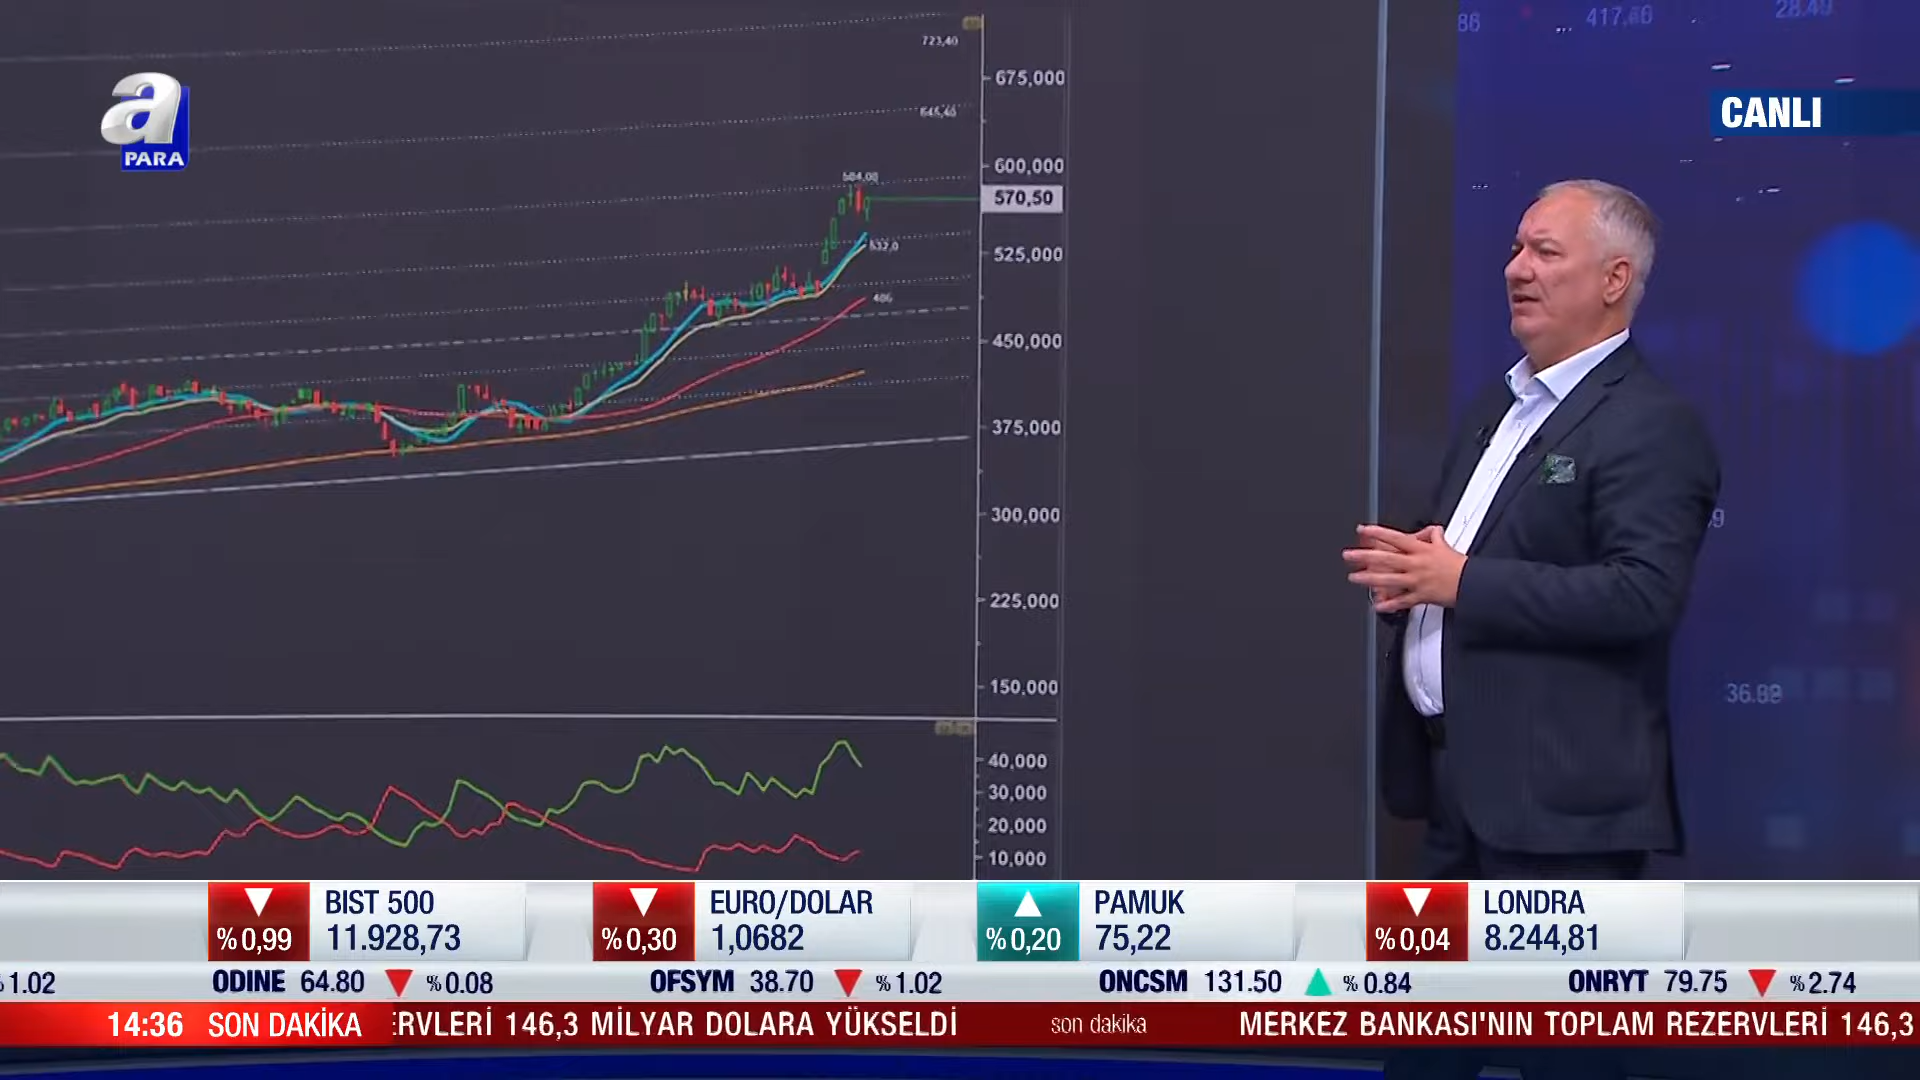 a
PARA
CANLI
723,40
645,40
584,00
532,0
406
675,000
600,000
570,50
525,000
450,000
375,000
300,000
225,000
150,000
40,000
30,000
20,000
10,000
86
417,
28.49
9
36.89
%0,99 BIST 500 11.928,73
%0,30 EURO/DOLAR 1,0682
%0,20 PAMUK 75,22
%0,04 LONDRA 8.244,81
1.02 ODINE 64.80 %0.08 OFSYM 38.70 %1.02 ONCSM 131.50 %0.84 ONRYT 79.75 %2.74
14:36 SON DAKİKA ERVLERİ 146,3 MİLYAR DOLARA YÜKSELDİ son dakika MERKEZ BANKASI'NIN TOPLAM REZERVLERİ 146,3